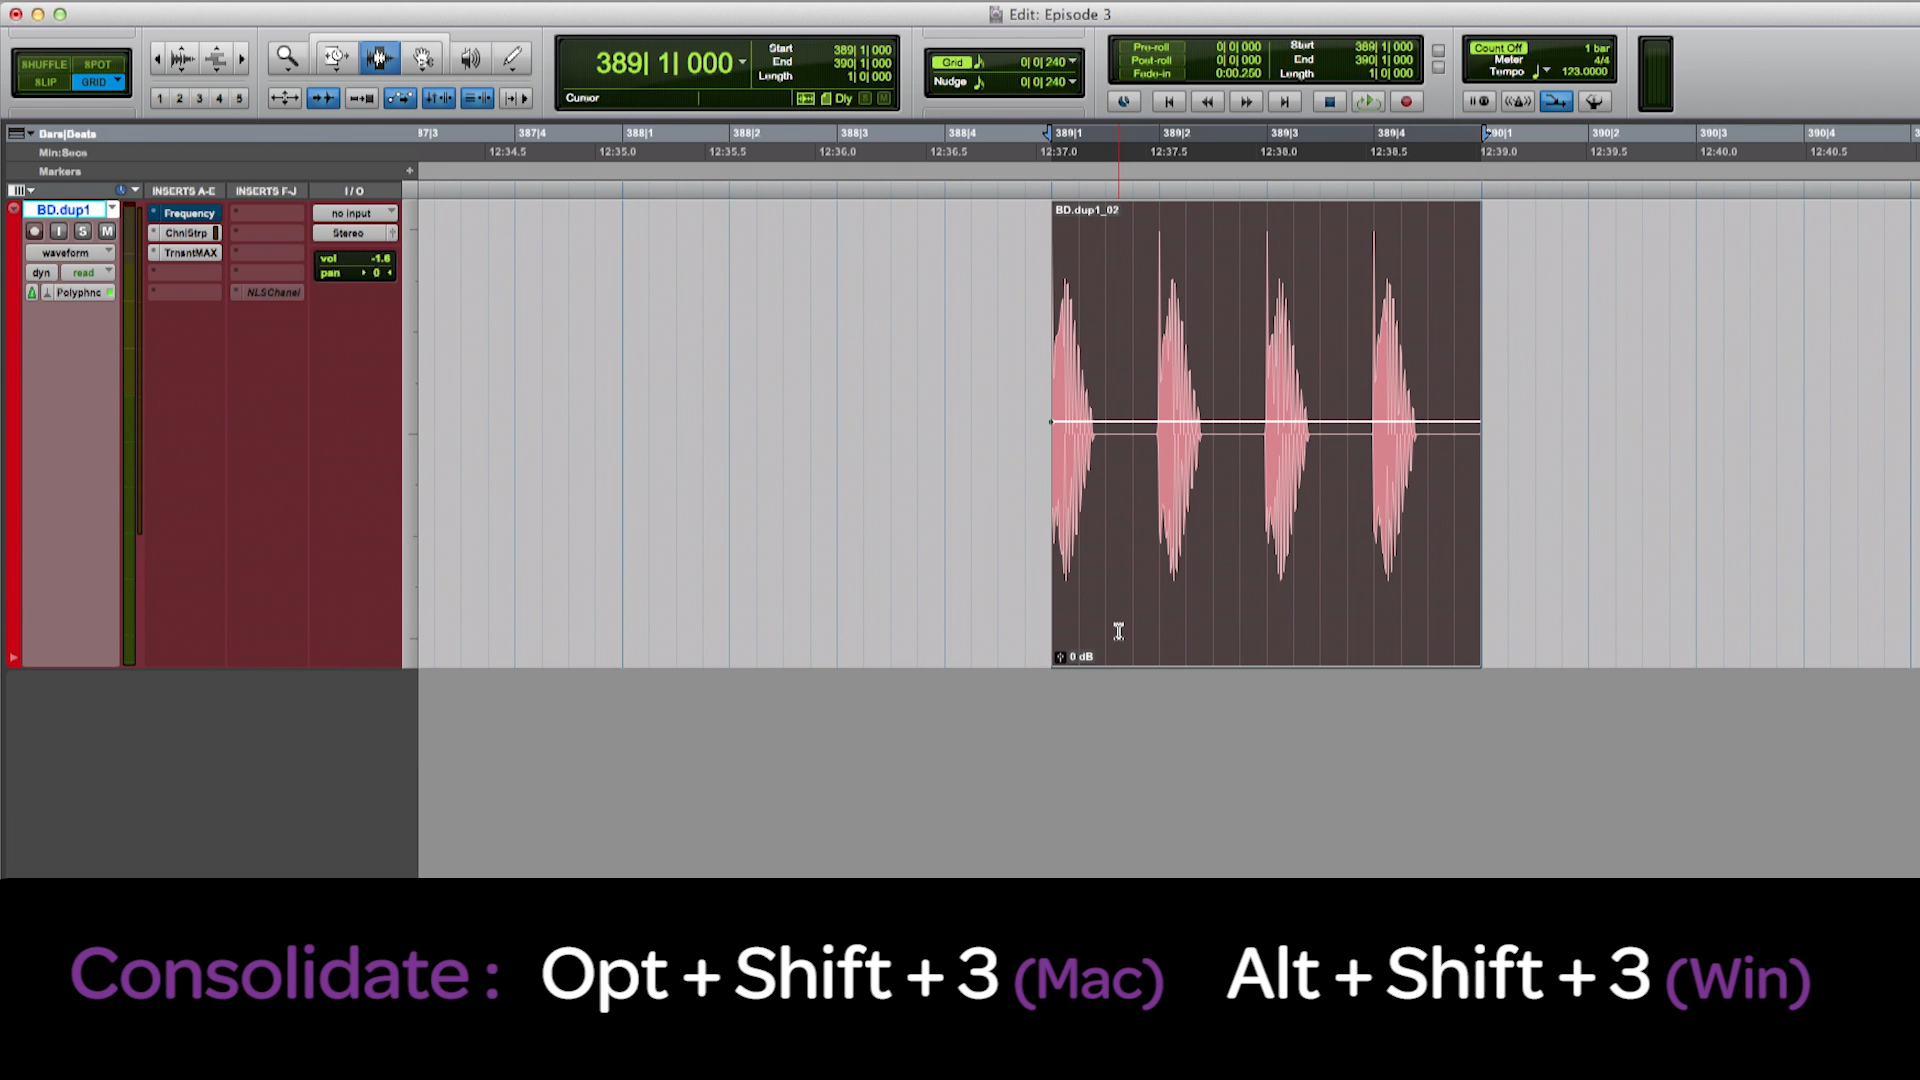 Edit: Episode 3
SHUFFLE SPOT
SLIP GRID
1 2 3 4 5
389| 1| 000
Start 389| 1| 000
End 390| 1| 000
Length 1| 0| 000
Cursor
Dly S M
Grid 0| 0| 240
Nudge 0| 0| 240
Pre-roll 0| 0| 000
Post-roll 0| 0| 000
Fade-in 0:00.250
Start 389| 1| 000
End 390| 1| 000
Length 1| 0| 000
Count Off 1 bar
Meter 4/4
Tempo 123.0000
Bars|Beats 87|3 387|4 388|1 388|2 388|3 388|4 389|1 389|2 389|3 389|4 390|1 390|2 390|3 390|4
Min:Secs 12:34.5 12:35.0 12:35.5 12:36.0 12:36.5 12:37.0 12:37.5 12:38.0 12:38.5 12:39.0 12:39.5 12:40.0 12:40.5
Markers +
INSERTS A-E INSERTS F-J I / O
BD.dup1
I S M
waveform
dyn read
Polyphnc
Frequency
ChnlStrp
TrnsntMAX
NLSChanel
no input
Stereo
vol -1.6
pan 0
BD.dup1_02
0 dB
Consolidate : Opt + Shift + 3 (Mac) Alt + Shift + 3 (Win)